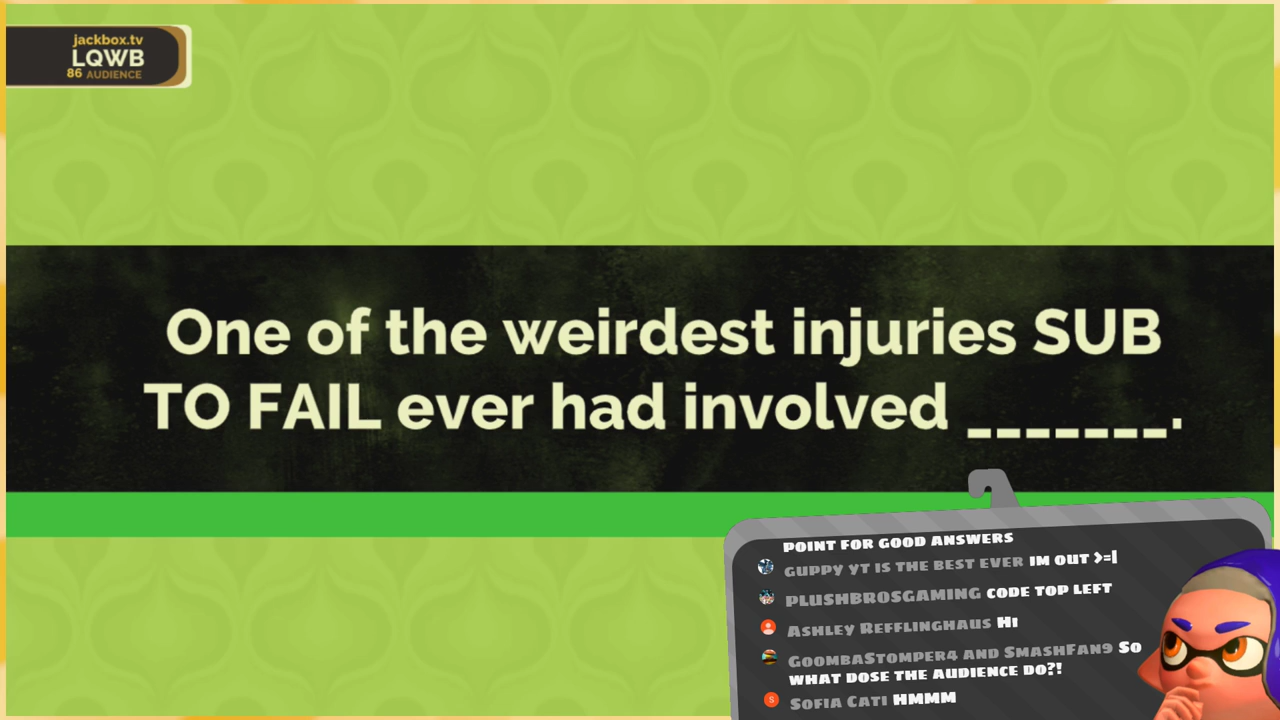 jackbox.tv
LQWB
86 AUDIENCE
One of the weirdest injuries SUB
TO FAIL ever had involved _______.
POINT FOR GOOD ANSWERS
GUPPY YT IS THE BEST EVER IM OUT >=|
PLUSHBROSGAMING CODE TOP LEFT
ASHLEY REFFLINGHAUS HI
GOOMBASTOMPER4 AND SMASHFAN9 SO
WHAT DOSE THE AUDIENCE DO?!
S SOFIA CATI HMMM